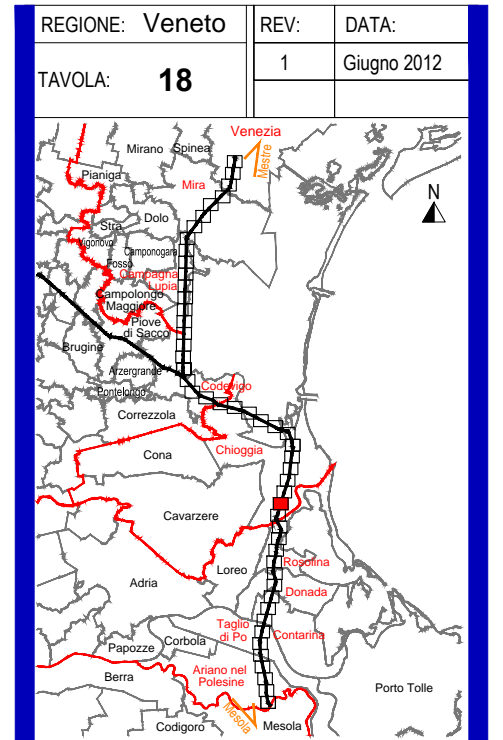 REGIONE: Veneto
REV:
DATA:
TAVOLA: 18
1
Giugno 2012
Venezia
Mestre
Mirano
Spinea
Pianiga
Mira
N
Dolo
Stra
Vigonovo
Fosso
Camponogara
Campagna
Lupia
Campolongo
Maggiore
Piove
di Sacco
Brugine
Arzergrande
Pontelongo
Codevigo
Correzzola
Chioggia
Cona
Cavarzere
Rosolina
Loreo
Adria
Donada
Taglio
di Po
Contarina
Corbola
Papozze
Ariano nel
Polesine
Berra
Porto Tolle
Mesola
Mesola
Codigoro